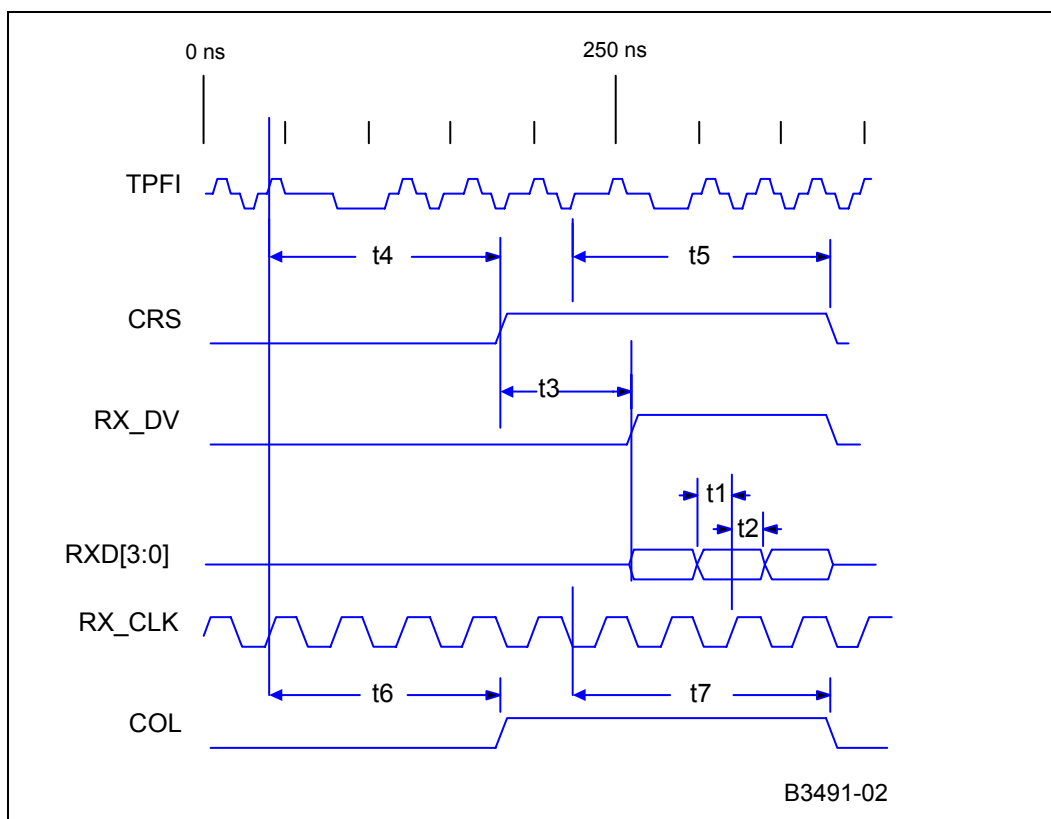 0 ns
250 ns
TPFI
t4
t5
CRS
t3
RX_DV
t1
t2
RXD[3:0]
RX_CLK
t6
t7
COL
B3491-02